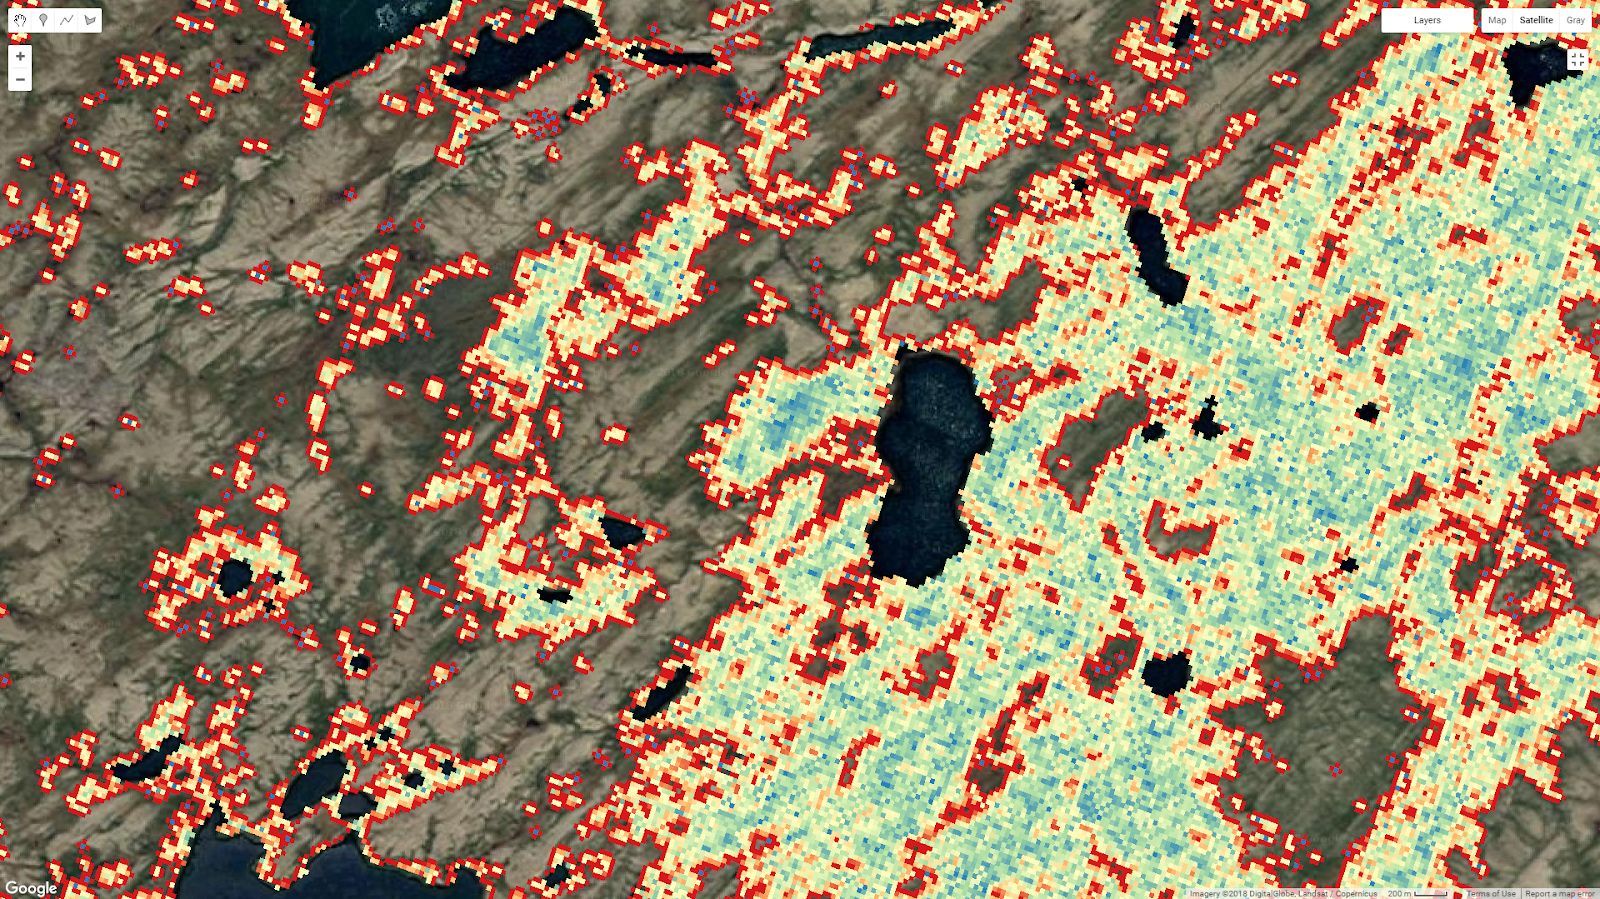 Layers
Map Satellite Gray
+
−
Google
Imagery ©2018 DigitalGlobe, Landsat / Copernicus 200 m Terms of Use Report a map error